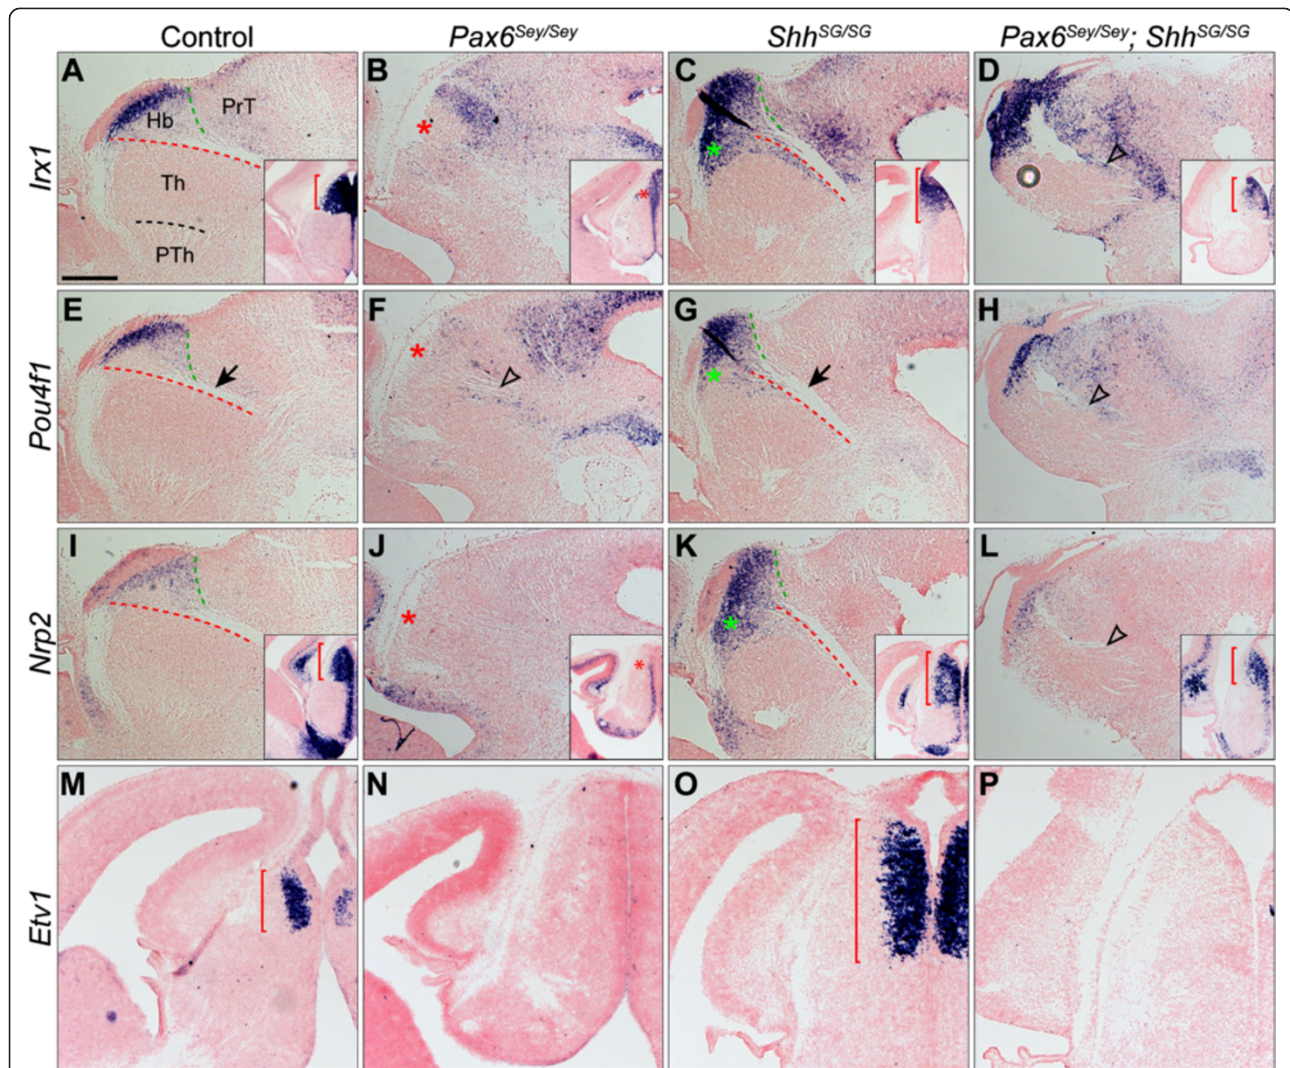 Control Pax6Sey/Sey ShhSG/SG Pax6Sey/Sey; ShhSG/SG
Irx1
A
Hb
PrT
Th
PTh
B
*
*
C
*
D
Pou4f1
E
F
*
G
*
H
Nrp2
I
J
*
*
K
*
L
Etv1
M
N
O
P